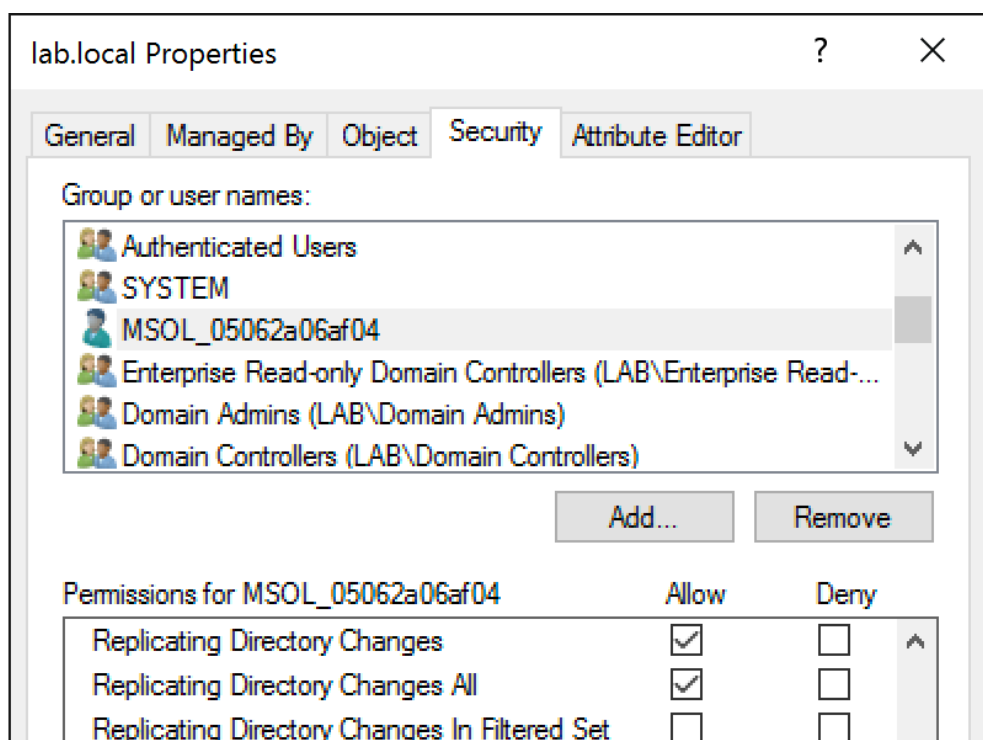 lab.local Properties ? ×
General Managed By Object Security Attribute Editor
Group or user names:
Authenticated Users
SYSTEM
MSOL_05062a06af04
Enterprise Read-only Domain Controllers (LAB\Enterprise Read-...
Domain Admins (LAB\Domain Admins)
Domain Controllers (LAB\Domain Controllers)
Add... Remove
Permissions for MSOL_05062a06af04 Allow Deny
Replicating Directory Changes
Replicating Directory Changes All
Replicating Directory Changes In Filtered Set